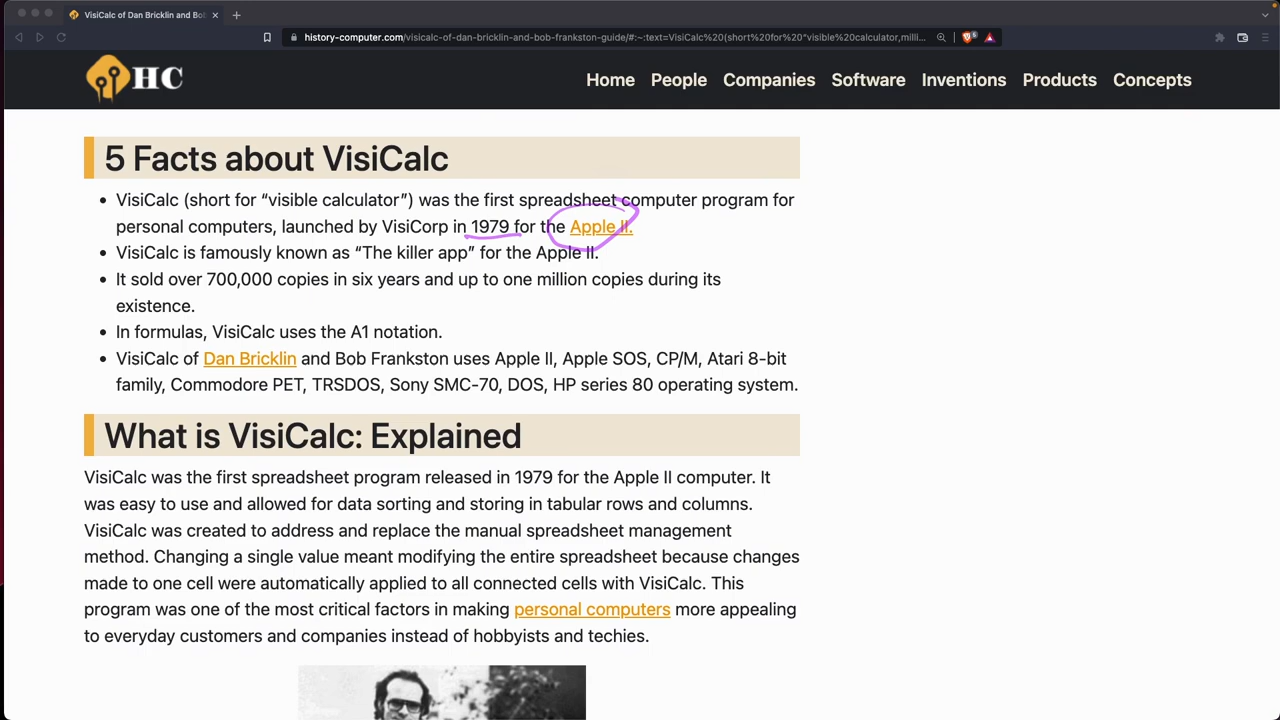 VisiCalc of Dan Bricklin and Bob
history-computer.com/visicalc-of-dan-bricklin-and-bob-frankston-guide/#:~:text=VisiCalc%20(short%20for%20“visible%20calculator,milli...
HC
Home People Companies Software Inventions Products Concepts
5 Facts about VisiCalc
• VisiCalc (short for “visible calculator”) was the first spreadsheet computer program for
personal computers, launched by VisiCorp in 1979 for the Apple II.
• VisiCalc is famously known as “The killer app” for the Apple II.
• It sold over 700,000 copies in six years and up to one million copies during its
existence.
• In formulas, VisiCalc uses the A1 notation.
• VisiCalc of Dan Bricklin and Bob Frankston uses Apple II, Apple SOS, CP/M, Atari 8-bit
family, Commodore PET, TRSDOS, Sony SMC-70, DOS, HP series 80 operating system.
What is VisiCalc: Explained
VisiCalc was the first spreadsheet program released in 1979 for the Apple II computer. It
was easy to use and allowed for data sorting and storing in tabular rows and columns.
VisiCalc was created to address and replace the manual spreadsheet management
method. Changing a single value meant modifying the entire spreadsheet because changes
made to one cell were automatically applied to all connected cells with VisiCalc. This
program was one of the most critical factors in making personal computers more appealing
to everyday customers and companies instead of hobbyists and techies.